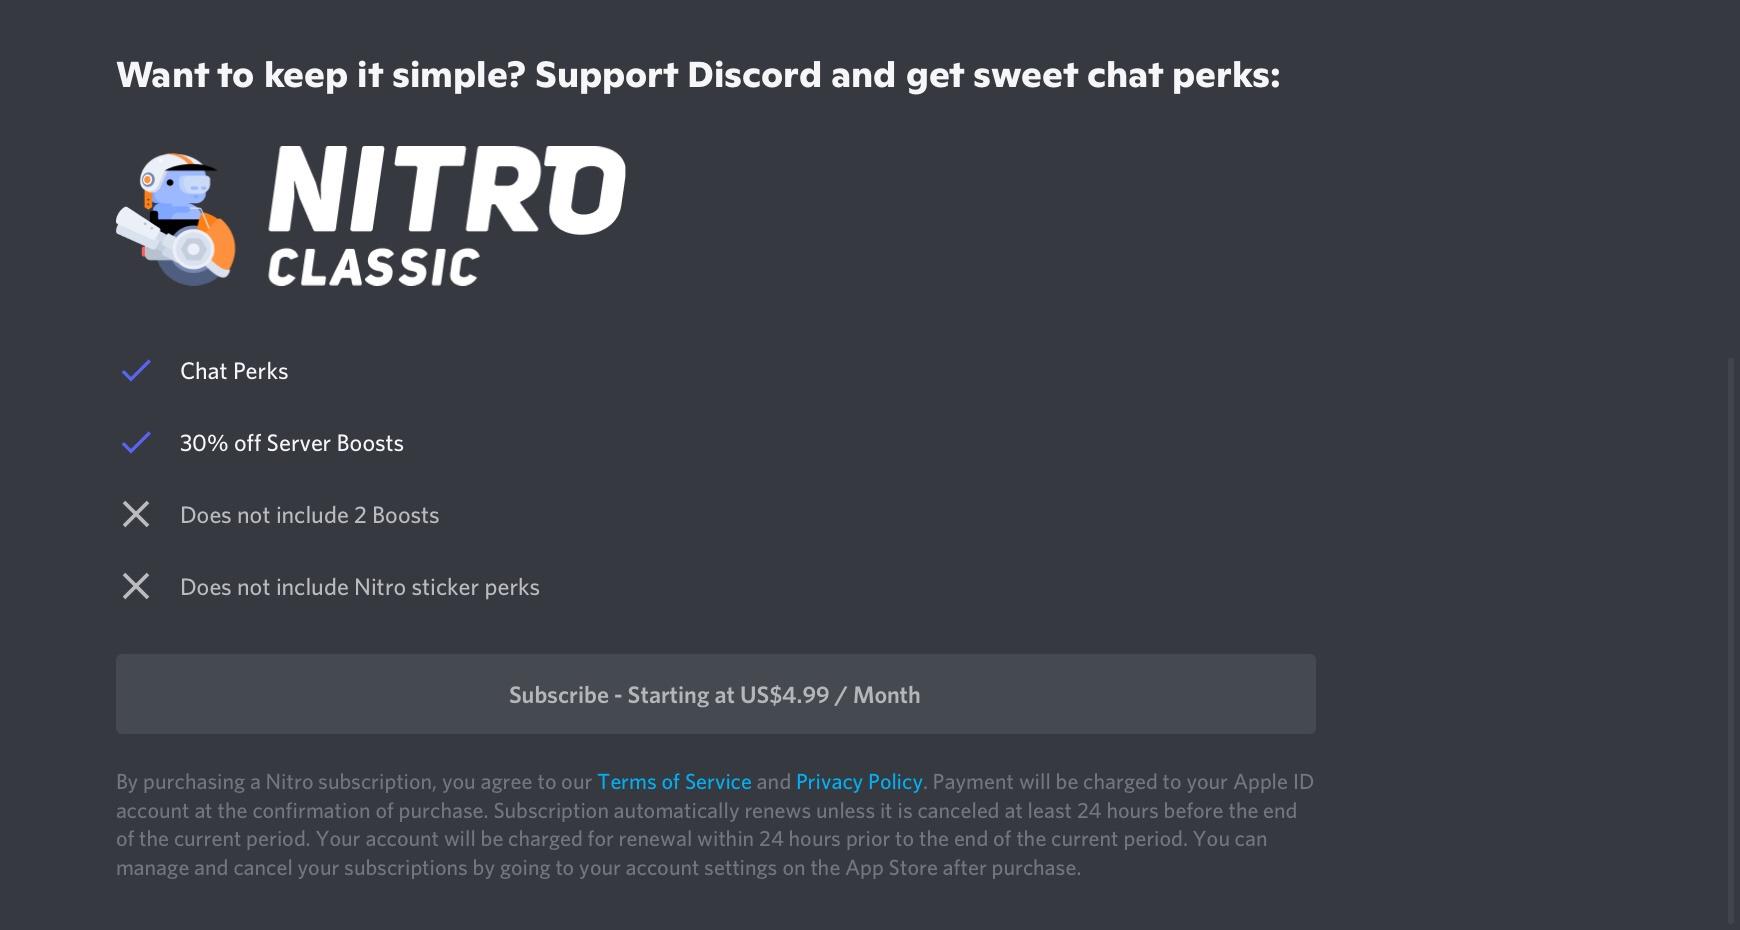 Want to keep it simple? Support Discord and get sweet chat perks:
NITRO
CLASSIC
Chat Perks
30% off Server Boosts
Does not include 2 Boosts
Does not include Nitro sticker perks
Subscribe - Starting at US$4.99 / Month
By purchasing a Nitro subscription, you agree to our Terms of Service and Privacy Policy. Payment will be charged to your Apple ID
account at the confirmation of purchase. Subscription automatically renews unless it is canceled at least 24 hours before the end
of the current period. Your account will be charged for renewal within 24 hours prior to the end of the current period. You can
manage and cancel your subscriptions by going to your account settings on the App Store after purchase.